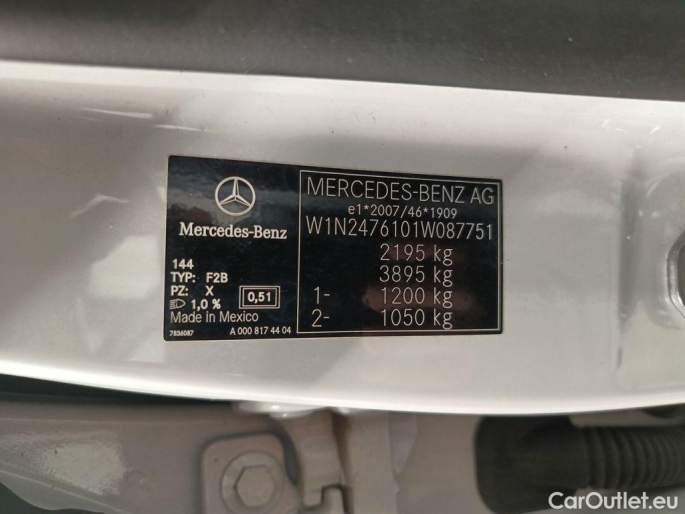 Mercedes-Benz
144
TYP: F2B
PZ: X
1,0 % 0,51
Made in Mexico
7836087 A 000 817 44 04
MERCEDES-BENZ AG
e1*2007/46*1909
W1N2476101W087751
2195 kg
3895 kg
1- 1200 kg
2- 1050 kg
CarOutlet.eu